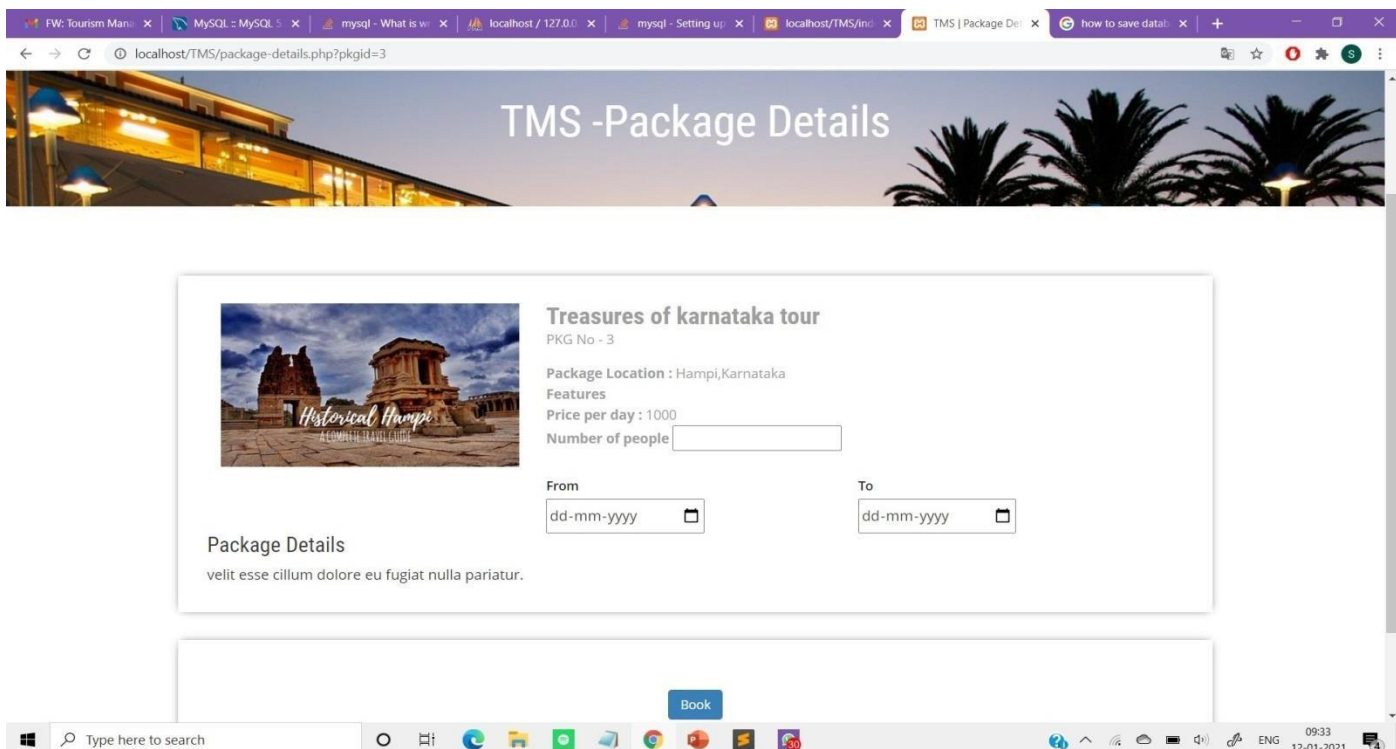 FW: Tourism Mana
MySQL :: MySQL 5
mysql - What is wr
localhost / 127.0.0.
mysql - Setting up
localhost/TMS/ind
TMS | Package Det
how to save datab
localhost/TMS/package-details.php?pkgid=3
S
TMS -Package Details
Historical Hampi
A COMPLETE TRAVEL GUIDE
Treasures of karnataka tour
PKG No - 3
Package Location : Hampi,Karnataka
Features
Price per day : 1000
Number of people
From To
dd-mm-yyyy dd-mm-yyyy
Package Details
velit esse cillum dolore eu fugiat nulla pariatur.
Book
Type here to search
30
ENG
09:33
12-01-2021